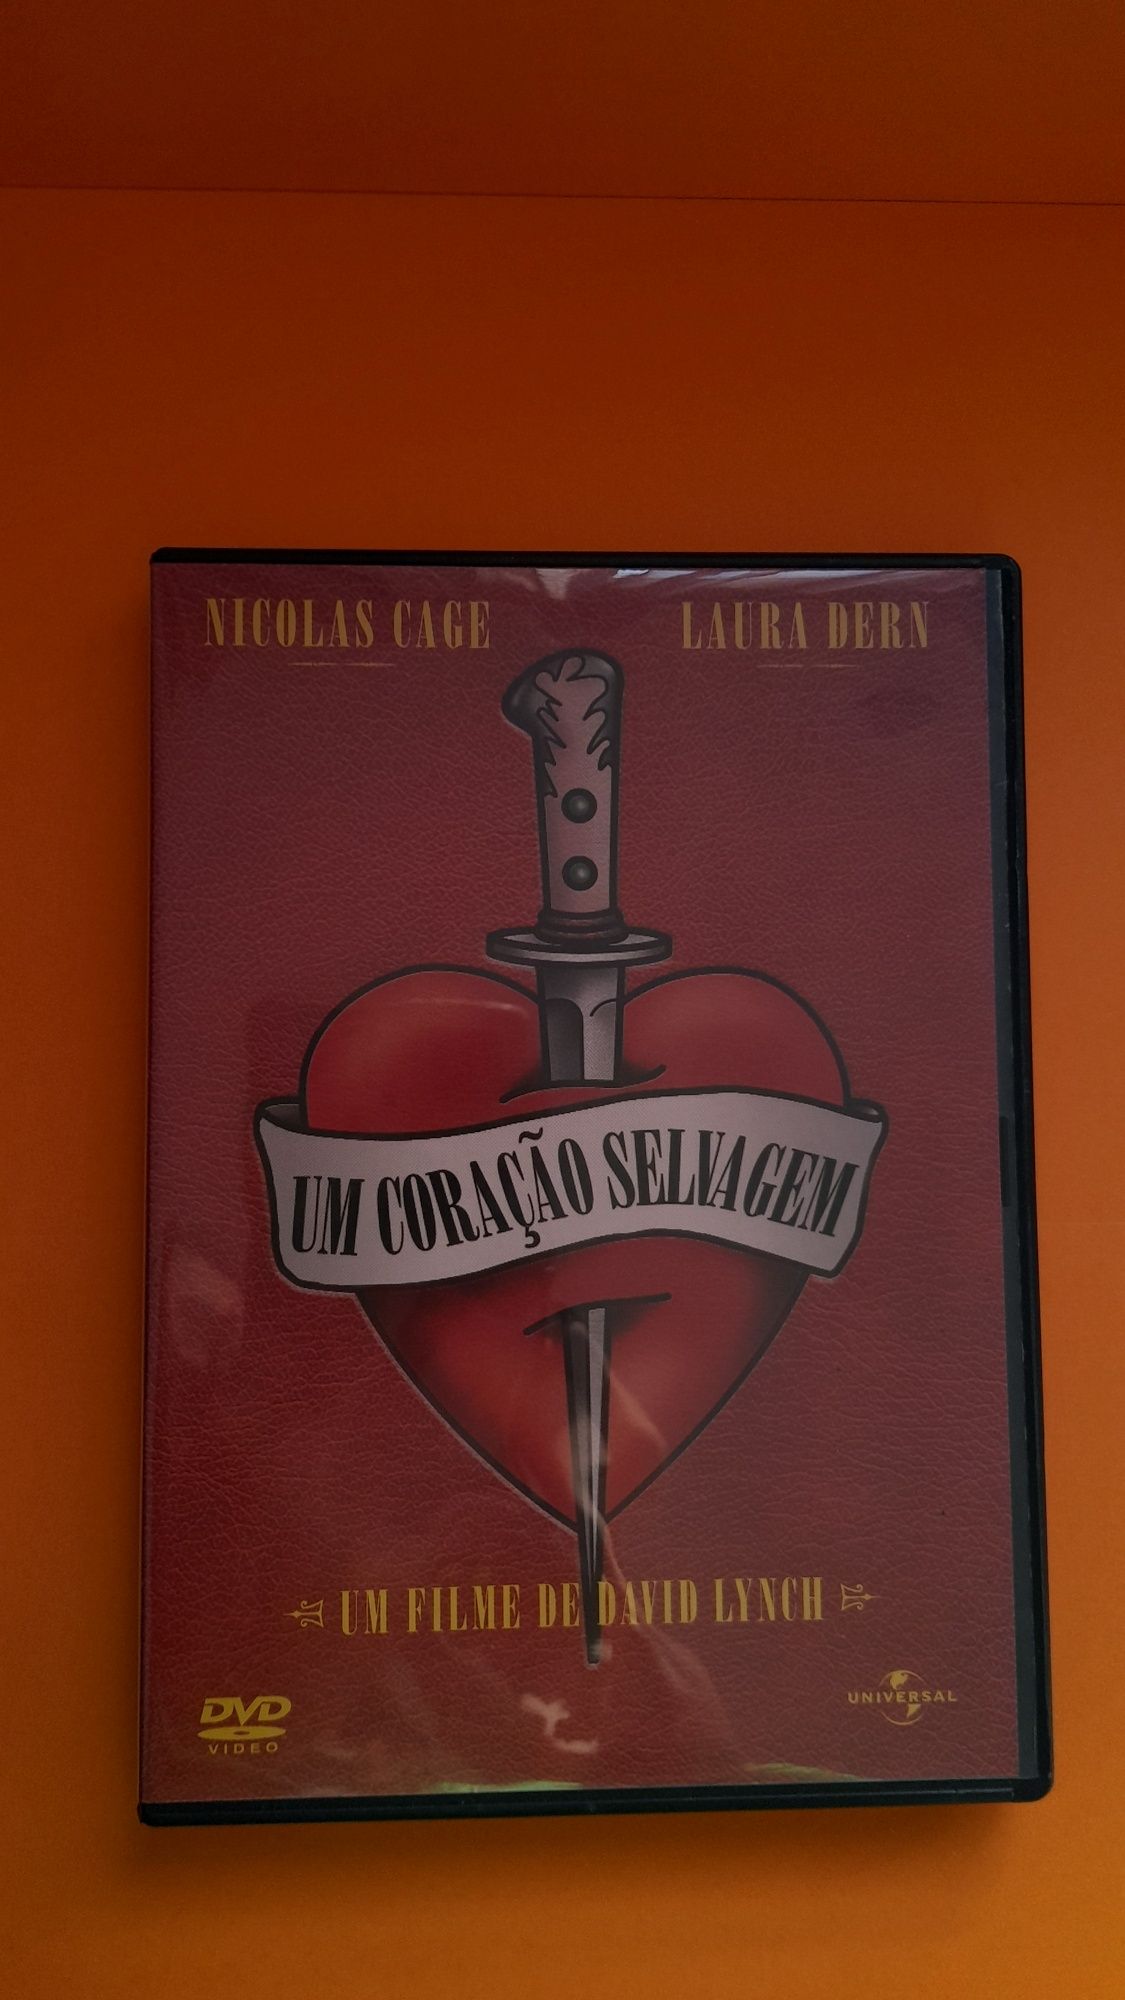 NICOLAS CAGE
LAURA DERN
UM CORAÇÃO SELVAGEM
UM FILME DE DAVID LYNCH
DVD
VIDEO
UNIVERSAL